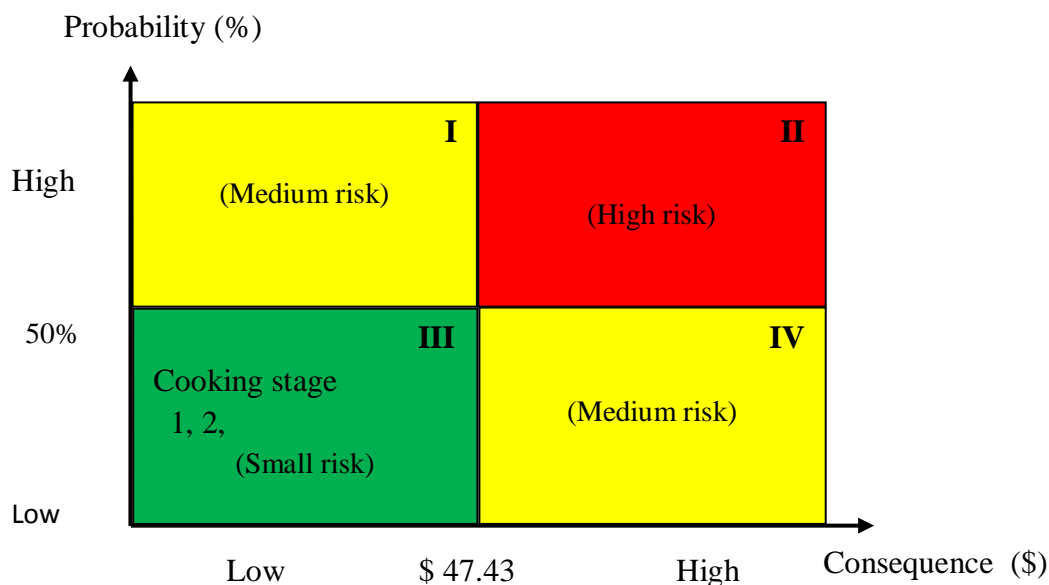 Probability (%)
I
II
High
(Medium risk)
(High risk)
50%
III
IV
Cooking stage
1, 2,
(Medium risk)
(Small risk)
Low
Low
$ 47.43
High
Consequence ($)